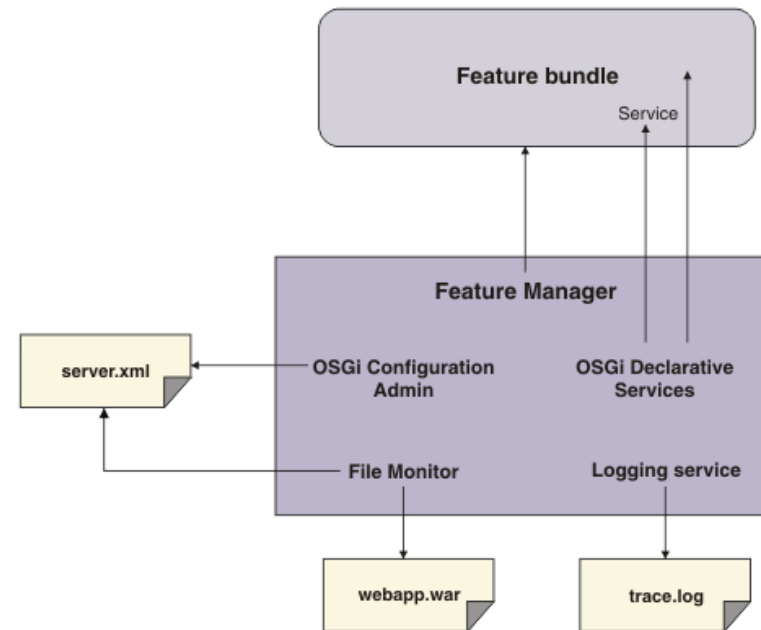 Feature bundle
Service
Feature Manager
server.xml
OSGi Configuration
Admin
OSGi Declarative
Services
File Monitor
Logging service
webapp.war
trace.log